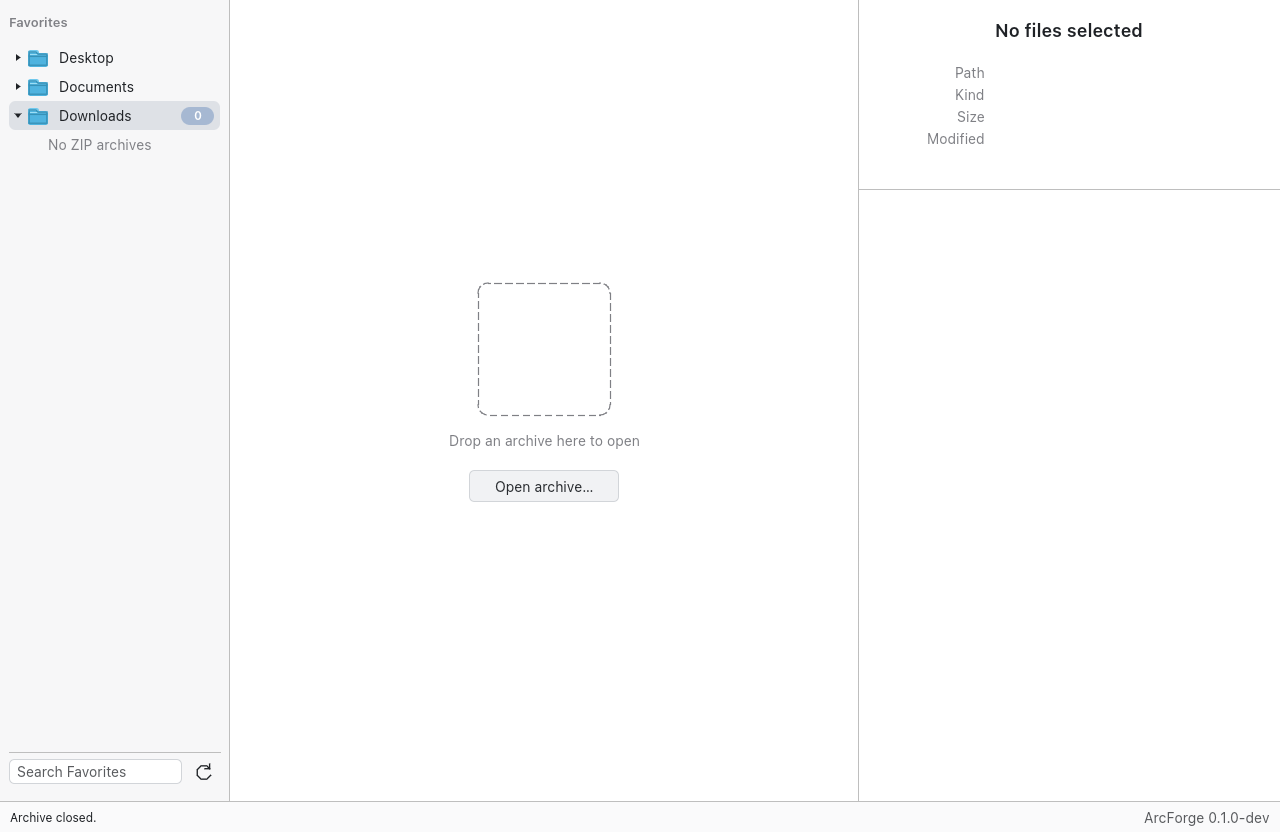 Favorites
Desktop
Documents
Downloads 0
No ZIP archives
Search Favorites
Drop an archive here to open
Open archive...
No files selected
Path
Kind
Size
Modified
Archive closed.
ArcForge 0.1.0-dev